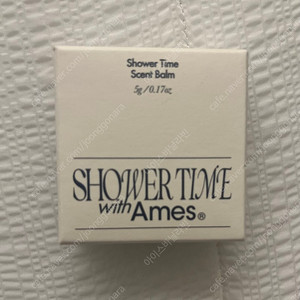 Shower Time
Scent Balm
5g/0.17oz
SHOWER TIME
with Ames®